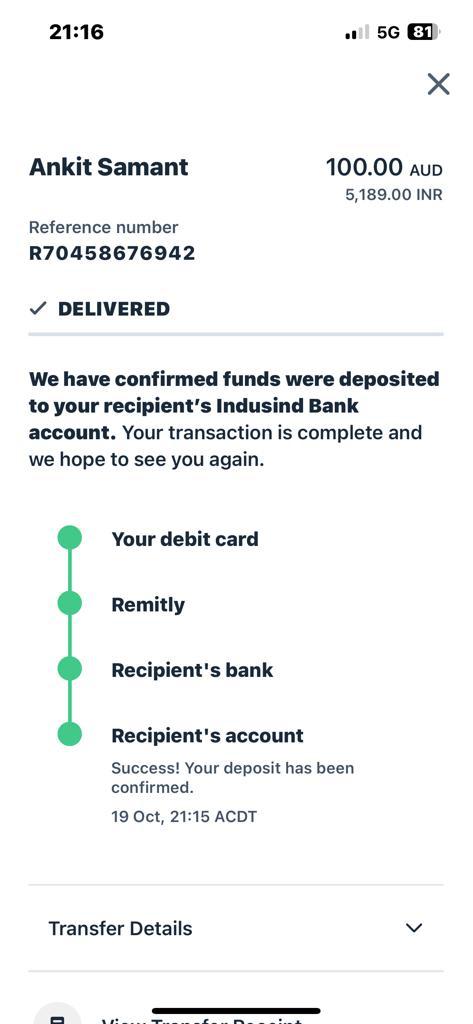 21:16
5G 81
Ankit Samant 100.00 AUD
5,189.00 INR
Reference number
R70458676942
DELIVERED
We have confirmed funds were deposited
to your recipient’s Indusind Bank
account. Your transaction is complete and
we hope to see you again.
Your debit card
Remitly
Recipient's bank
Recipient's account
Success! Your deposit has been
confirmed.
19 Oct, 21:15 ACDT
Transfer Details
View Transfer Receipt